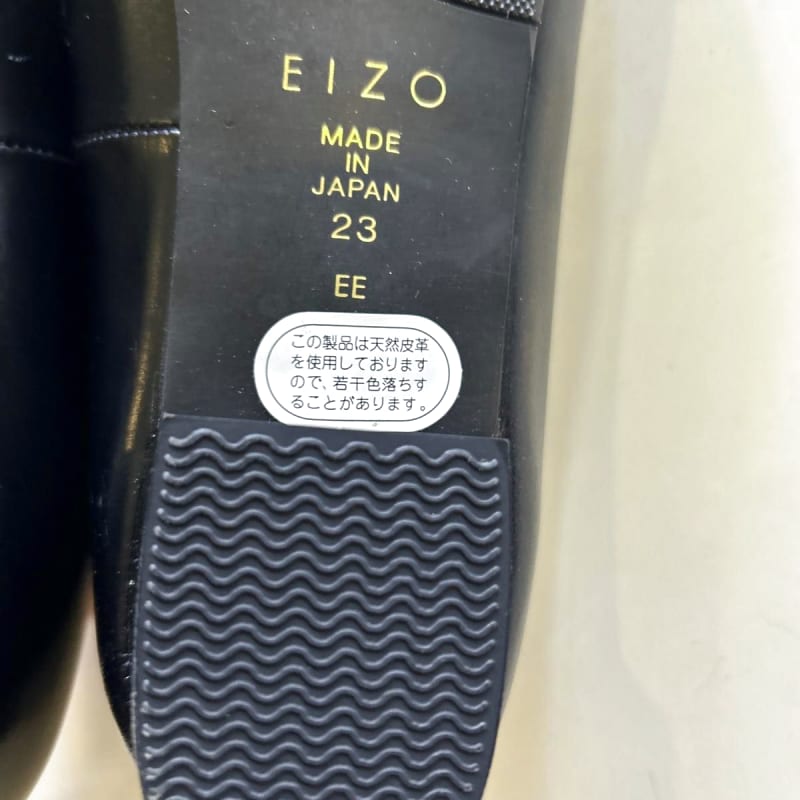 EIZO
MADE
IN
JAPAN
23
EE
この製品は天然皮革
を使用しております
ので、若干色落ちす
ることがあります。